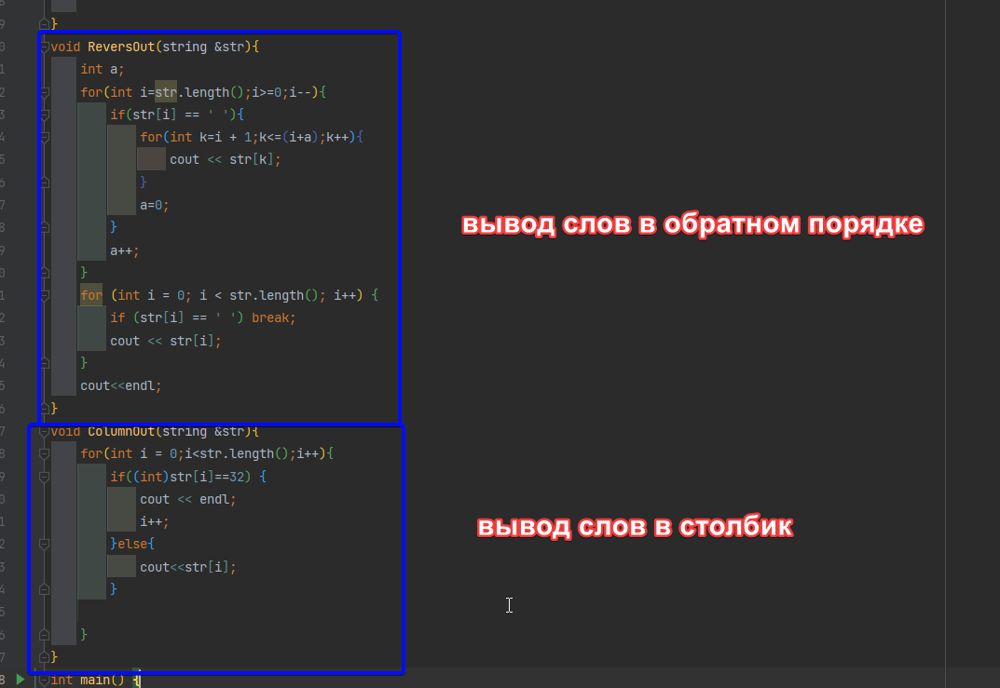 }
void ReversOut(string &str){
int a;
for(int i=str.length();i>=0;i--){
if(str[i] == ' '){
for(int k=i + 1;k<=(i+a);k++){
cout << str[k];
}
a=0;
}
a++;
}
for (int i = 0; i < str.length(); i++) {
if (str[i] == ' ') break;
cout << str[i];
}
cout<<endl;
}
вывод слов в обратном порядке
void ColumnOut(string &str){
for(int i = 0;i<str.length();i++){
if((int)str[i]==32) {
cout << endl;
i++;
}else{
cout<<str[i];
}
}
}
вывод слов в столбик
int main() {